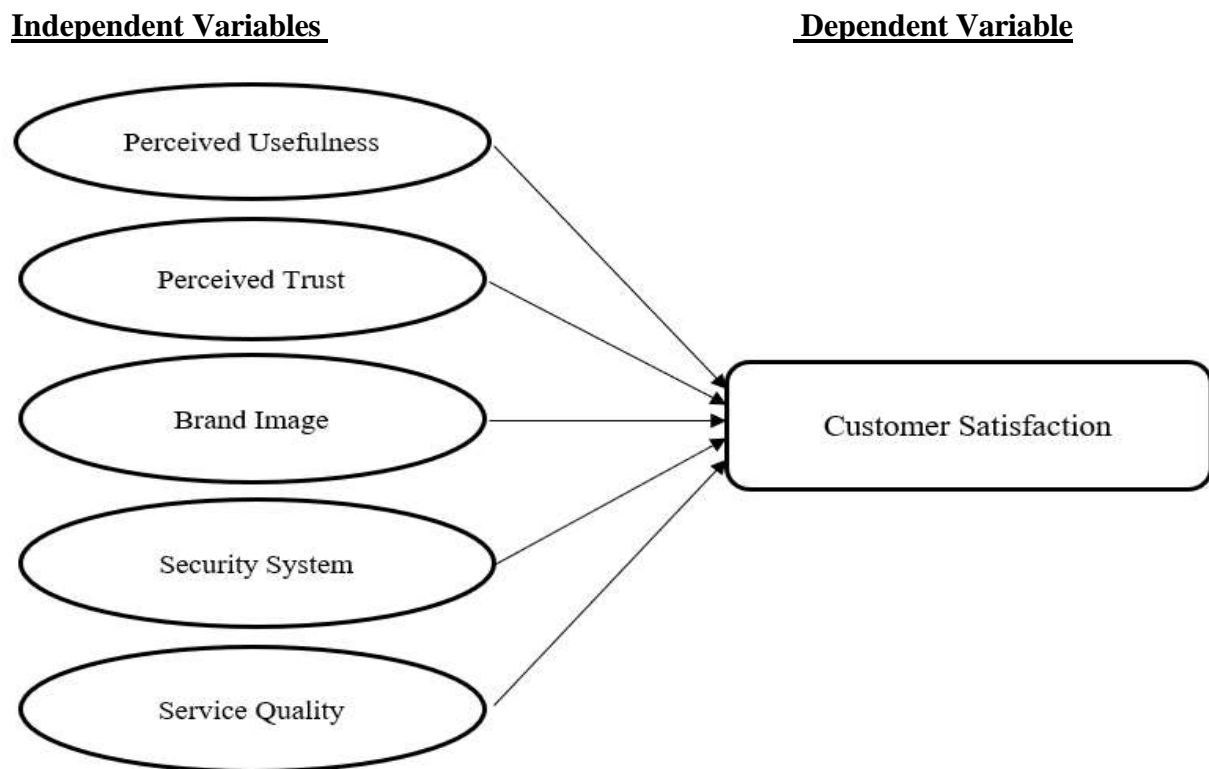 Independent Variables
Dependent Variable
Perceived Usefulness
Perceived Trust
Brand Image
Security System
Service Quality
Customer Satisfaction